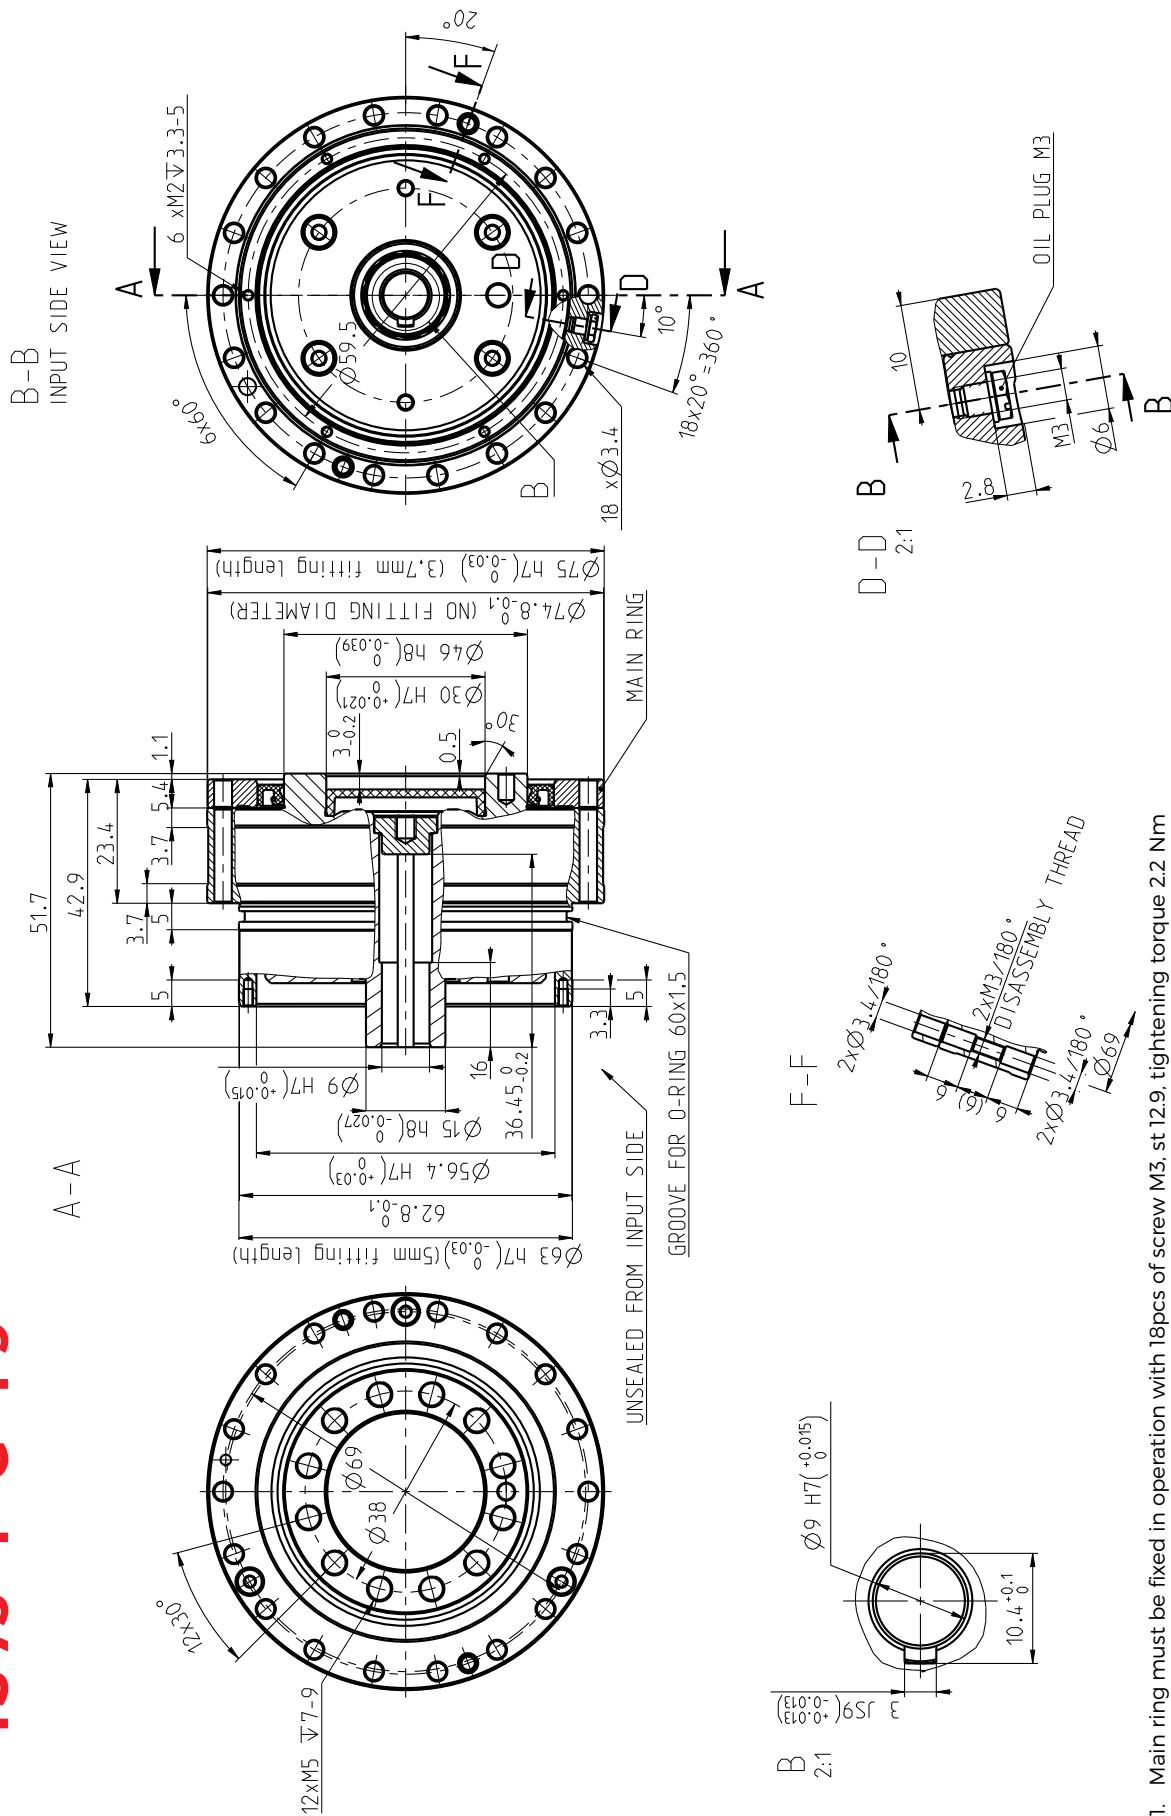 B-B
INPUT SIDE VIEW
6 xM2↧3.3-5
20°
F
F
A
A
6x60°
Ø59.5
D
D
10°
18x20°=360°
B
18 xØ3.4
A-A
51.7
42.9
23.4
1.1
5.4
3.7
3.7
5
5
3 0 -0.2
0.5
30°
Ø75 h7( 0 -0.03) (3.7mm fitting length)
Ø74.8 0 -0.1 (NO FITTING DIAMETER)
Ø46 h8( 0 -0.039)
Ø30 H7(+0.021 0)
MAIN RING
Ø9 H7(+0.015 0)
Ø15 h8( 0 -0.027)
Ø56.4 H7(+0.03 0)
62.8 0 -0.1
Ø63 h7( 0 -0.03)(5mm fitting length)
16
36.45 0 -0.2
3.3
5
UNSEALED FROM INPUT SIDE
GROOVE FOR O-RING 60x1,5
12x30°
Ø69
Ø38
12xM5 ↧7-9
B
2:1
3 JS9(+0.013 -0.013)
Ø9 H7(+0.015 0)
10.4+0.1 0
F-F
2xØ3.4/180°
2xM3/180°
DISASSEMBLY THREAD
6
(6)
6
2xØ3.4/180°
Ø69
D-D
2:1
B
B
10
OIL PLUG M3
2.8
M3
Ø6
1. Main ring must be fixed in operation with 18pcs of screw M3, st 12.9, tightening torque 2.2 Nm